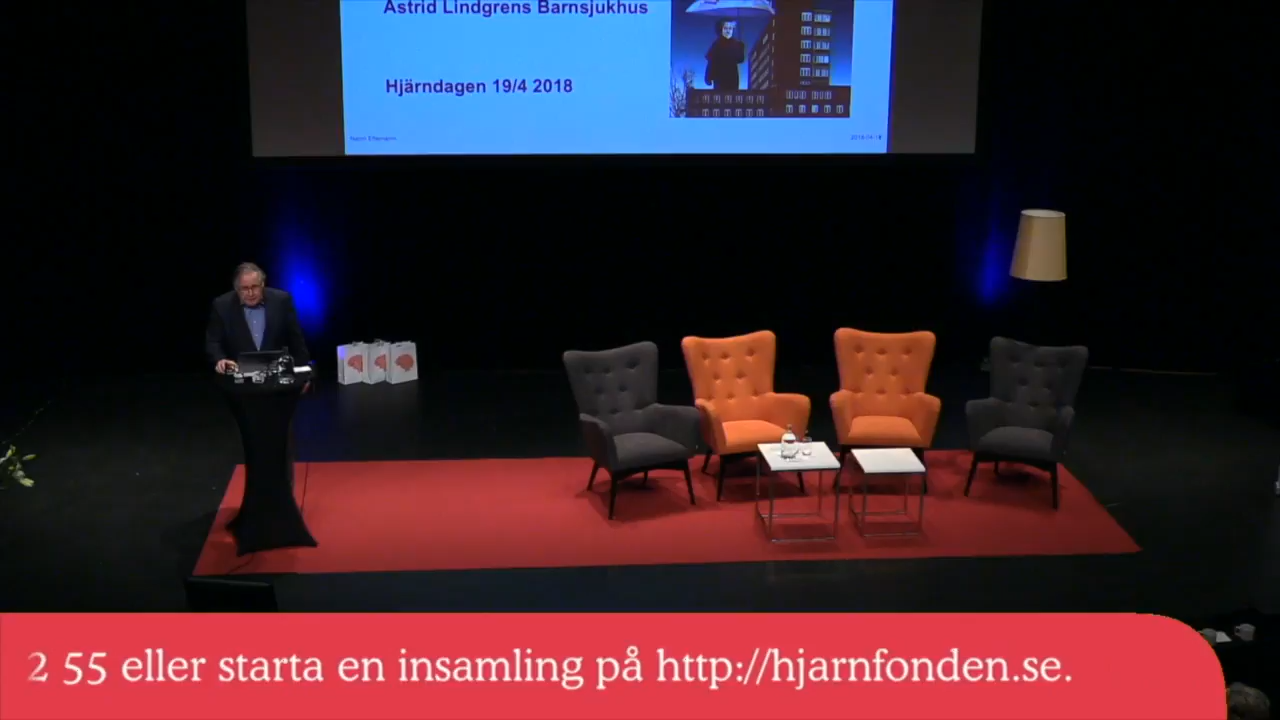 Astrid Lindgrens Barnsjukhus
Hjärndagen 19/4 2018
2 55 eller starta en insamling på http://hjarnfonden.se.